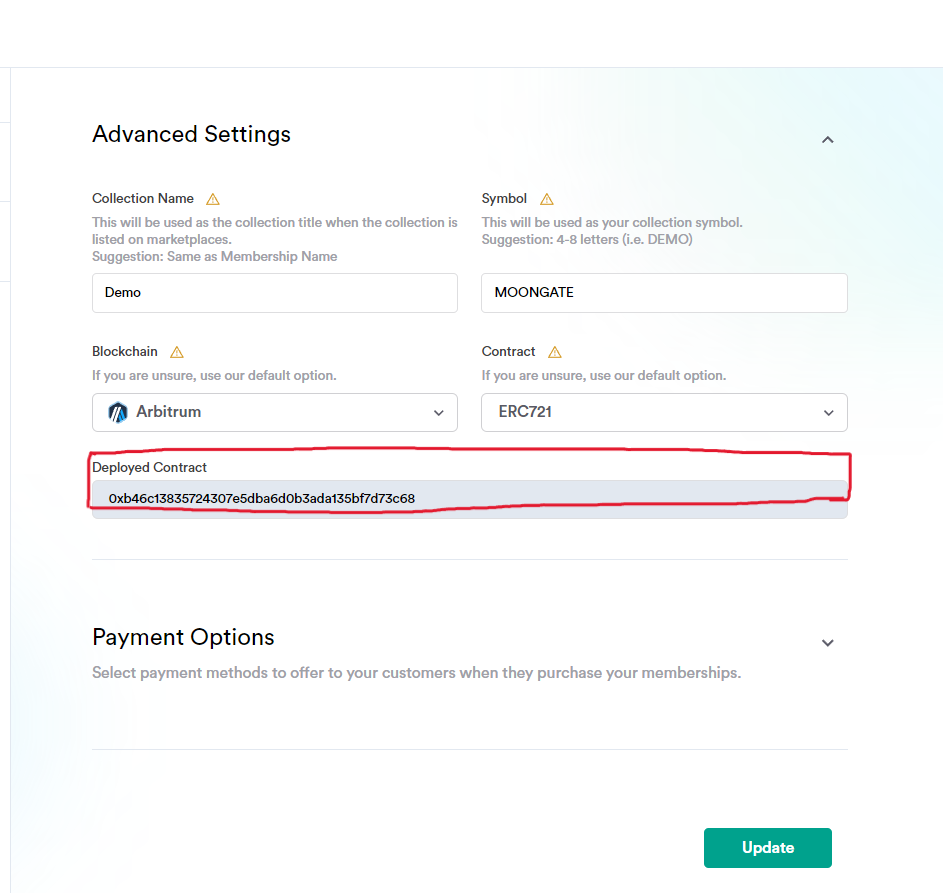 Advanced Settings
Collection Name
This will be used as the collection title when the collection is
listed on marketplaces.
Suggestion: Same as Membership Name
Demo
Symbol
This will be used as your collection symbol.
Suggestion: 4-8 letters (i.e. DEMO)
MOONGATE
Blockchain
If you are unsure, use our default option.
Arbitrum
Contract
If you are unsure, use our default option.
ERC721
Deployed Contract
0xb46c13835724307e5dba6d0b3ada135bf7d73c68
Payment Options
Select payment methods to offer to your customers when they purchase your memberships.
Update